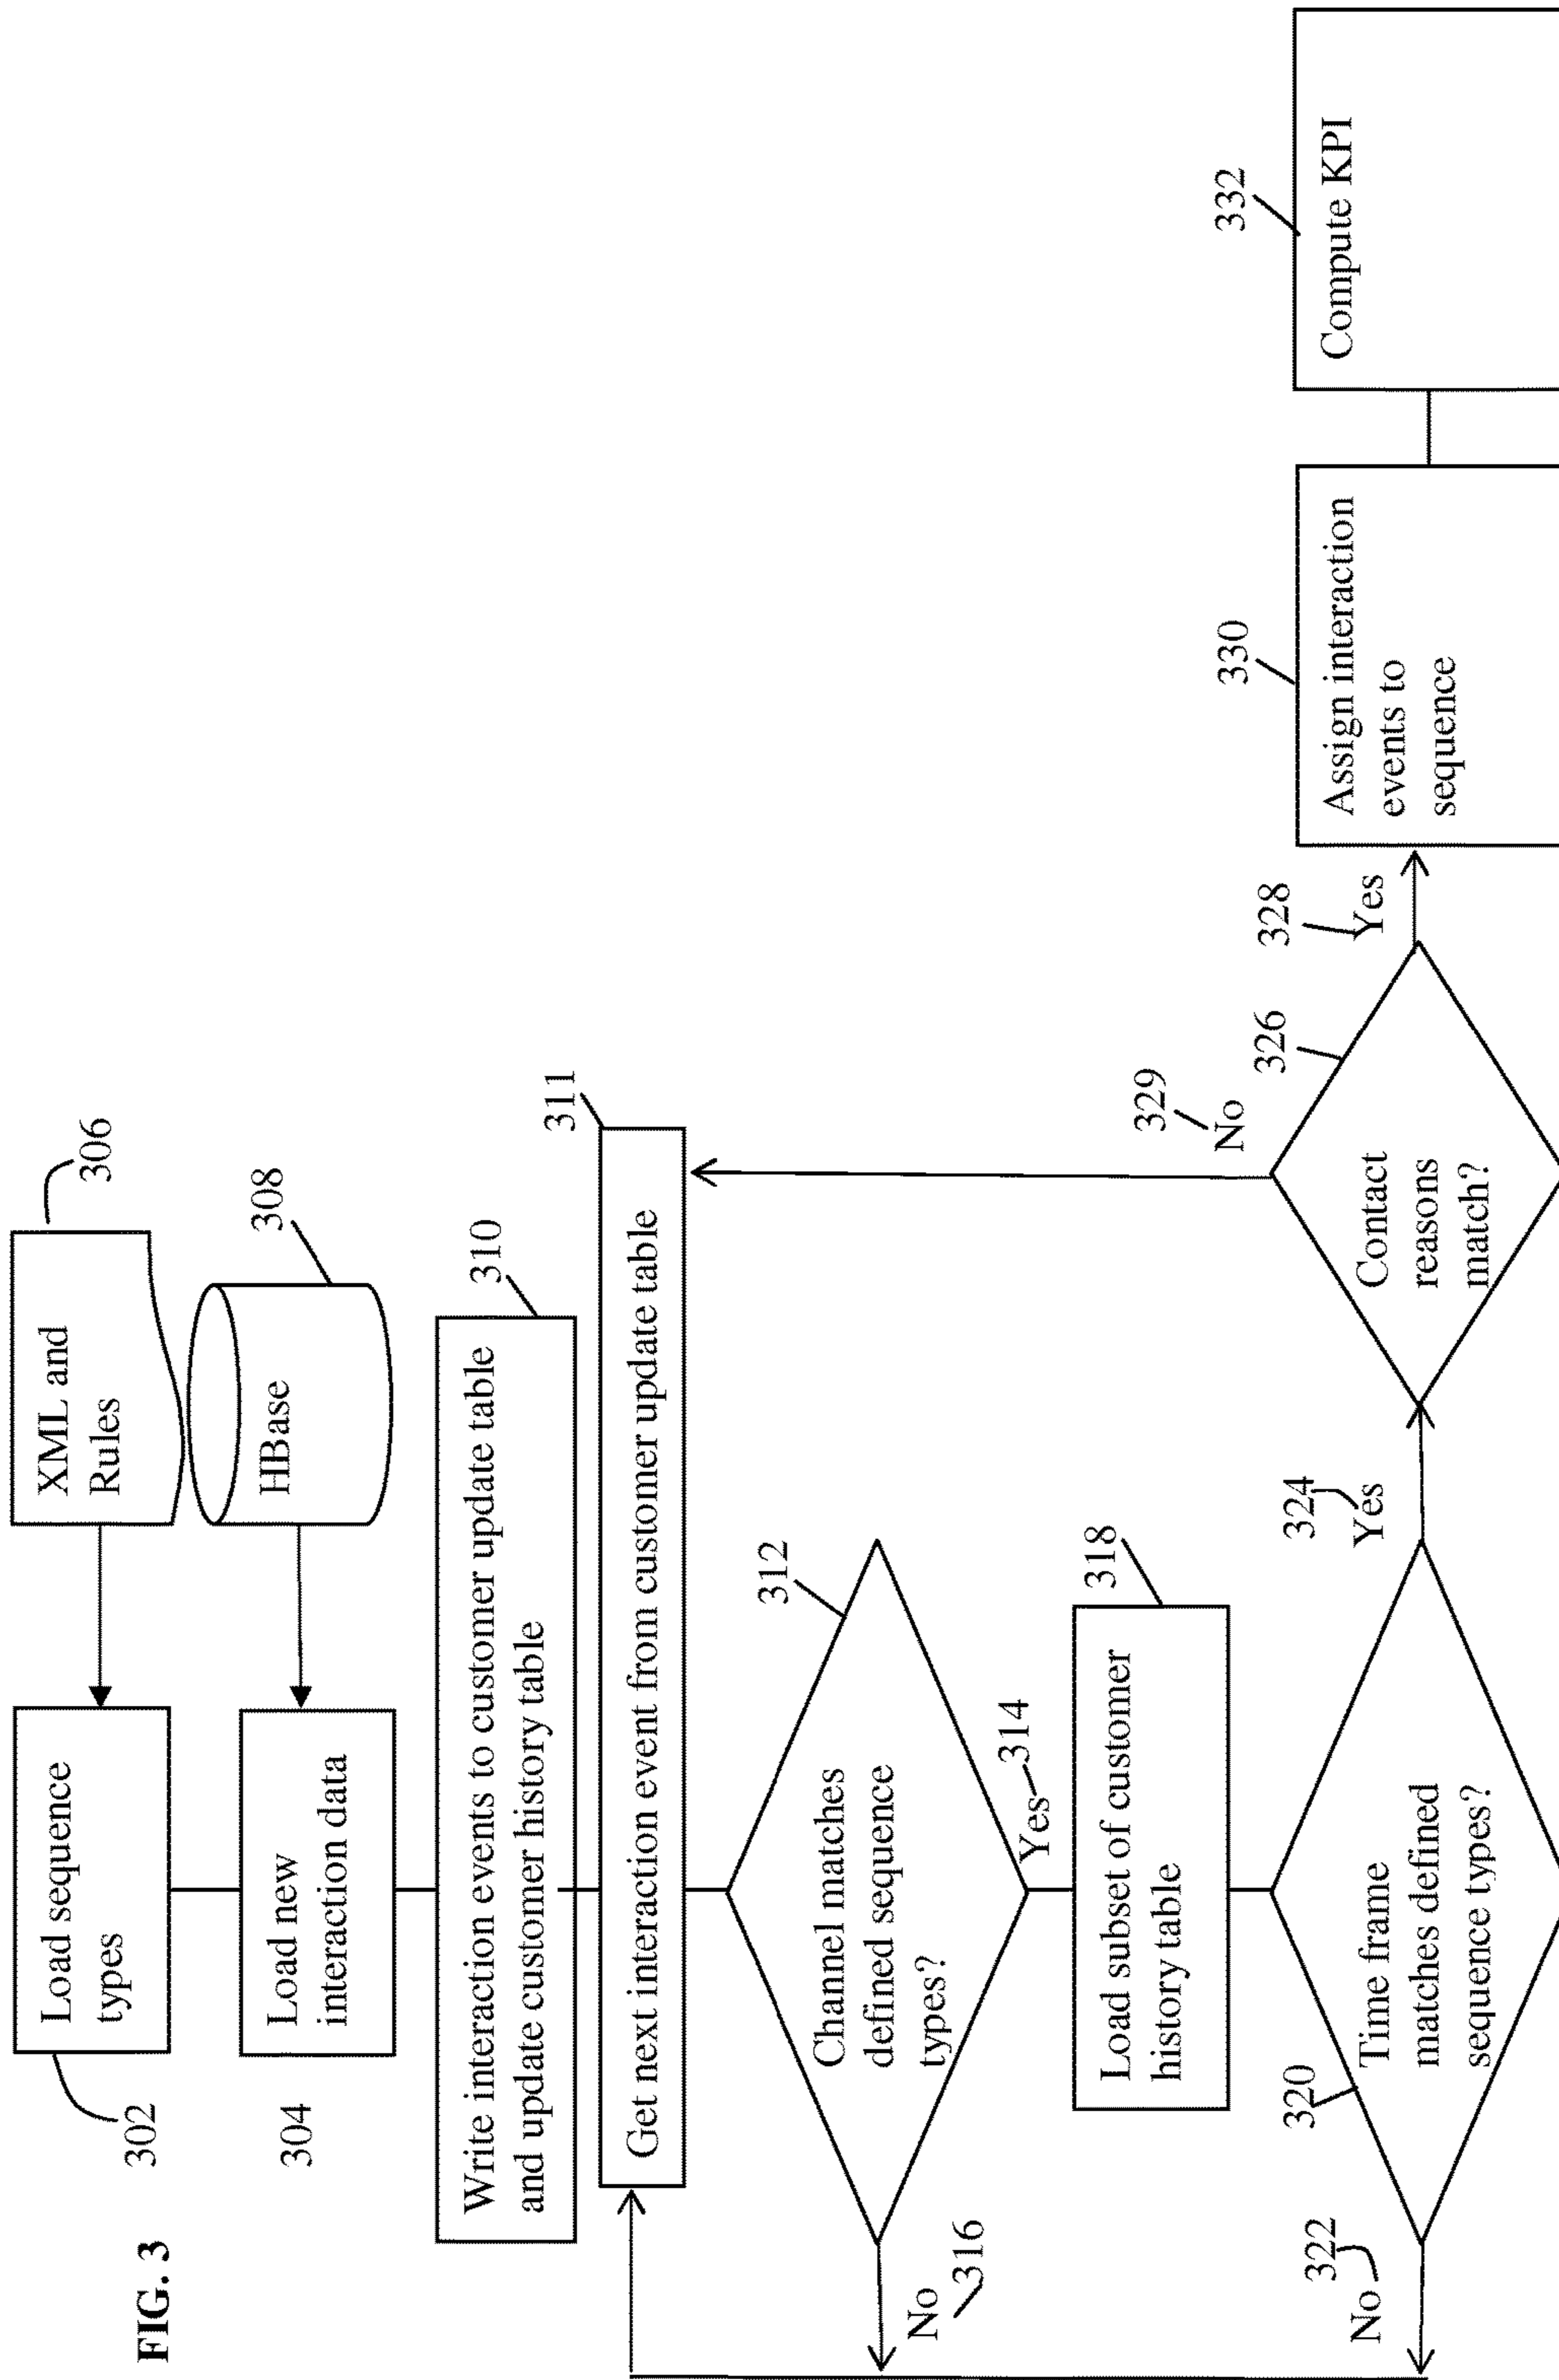 FIG. 3
302
Load sequence
types
XML and
Rules
306
304
Load new
interaction data
HBase
308
310
Write interaction events to customer update table
and update customer history table
311
Get next interaction event from customer update table
312
Channel matches
defined sequence
types?
No
316
Yes
314
318
Load subset of customer
history table
320
Time frame
matches defined
sequence types?
No
322
Yes
324
326
Contact
reasons
match?
No
329
Yes
328
330
Assign interaction
events to
sequence
332
Compute KPI